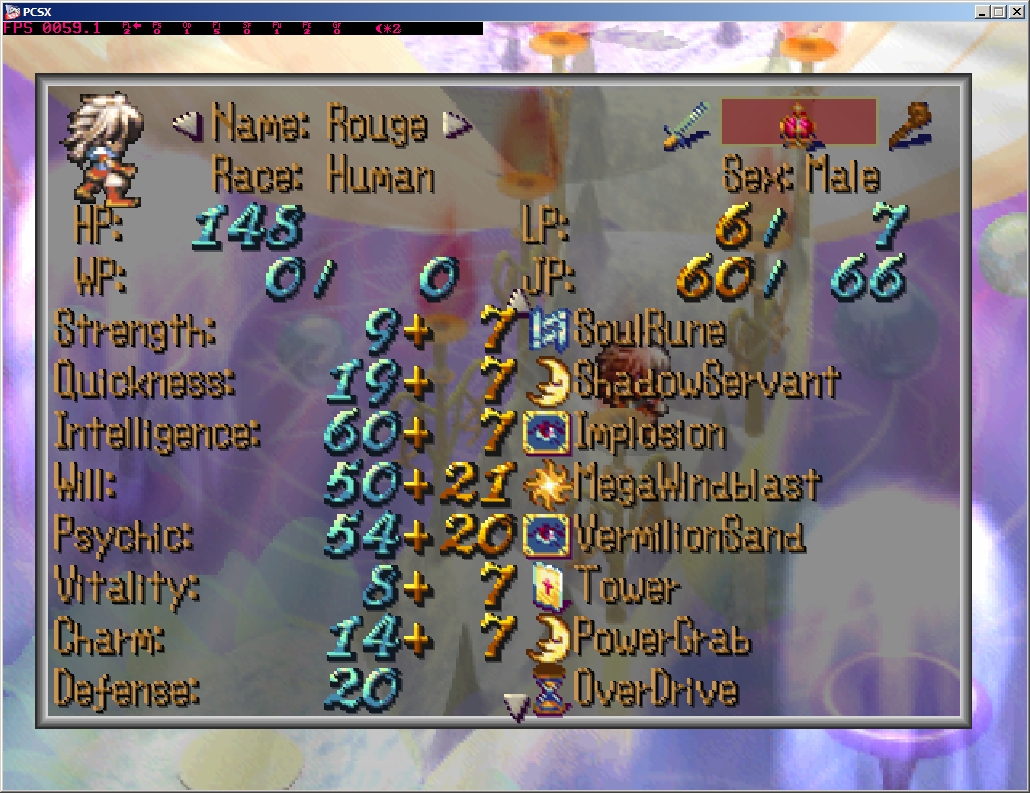 PCSX
FPS 0059.1
Name: Rouge
Race: Human
Sex: Male
HP: 148
LP: 6/ 7
WP: 0/ 0
JP: 60/ 66
Strength: 9+ 7
SoulRune
Quickness: 19+ 7
ShadowServant
Intelligence: 60+ 7
Implosion
Will: 50+21
MegaWindblast
Psychic: 54+20
VermilionSand
Vitality: 8+ 7
Tower
Charm: 14+ 7
PowerGrab
Defense: 20
OverDrive